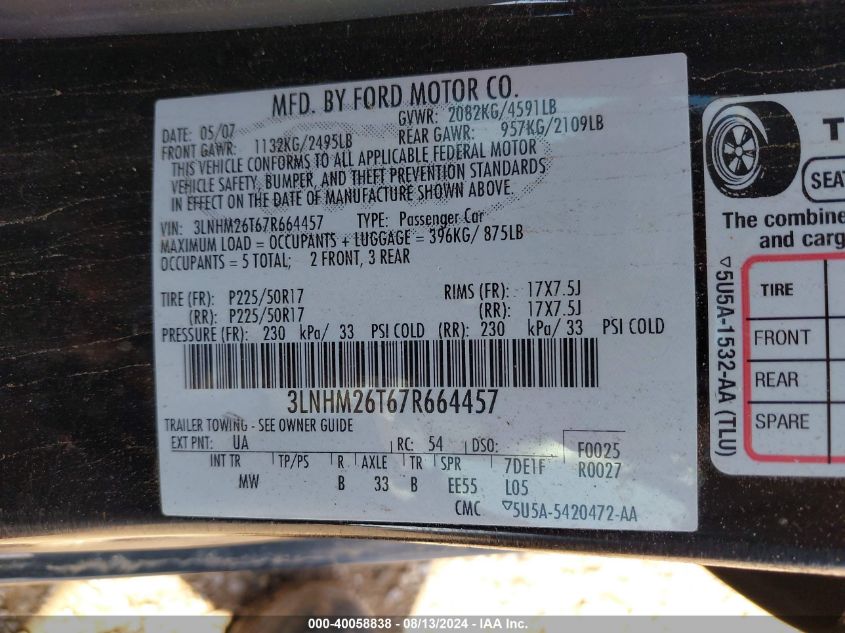 MFD. BY FORD MOTOR CO.
DATE: 05/07 GVWR: 2082KG/4591LB
FRONT GAWR: 1132KG/2495LB REAR GAWR: 957KG/2109LB
THIS VEHICLE CONFORMS TO ALL APPLICABLE FEDERAL MOTOR
VEHICLE SAFETY, BUMPER, AND THEFT PREVENTION STANDARDS
IN EFFECT ON THE DATE OF MANUFACTURE SHOWN ABOVE.
VIN: 3LNHM26T67R664457 TYPE: Passenger Car
MAXIMUM LOAD = OCCUPANTS + LUGGAGE = 396KG/ 875LB
OCCUPANTS = 5 TOTAL; 2 FRONT, 3 REAR
TIRE (FR): P225/50R17 RIMS (FR): 17X7.5J
(RR): P225/50R17 (RR): 17X7.5J
PRESSURE (FR): 230 kPa/ 33 PSI COLD (RR): 230 kPa/ 33 PSI COLD
3LNHM26T67R664457
TRAILER TOWING - SEE OWNER GUIDE
EXT PNT: UA RC: 54 DSO: F0025
INT TR TP/PS R AXLE TR SPR 7DE1F R0027
MW B 33 B EE55 L05
CMC ▽5U5A-5420472-AA
▽5U5A-1532-AA (TLU)
T
SEAT
The combine
and carg
TIRE
FRONT
REAR
SPARE
000-40058838 - 08/13/2024 - IAA Inc.